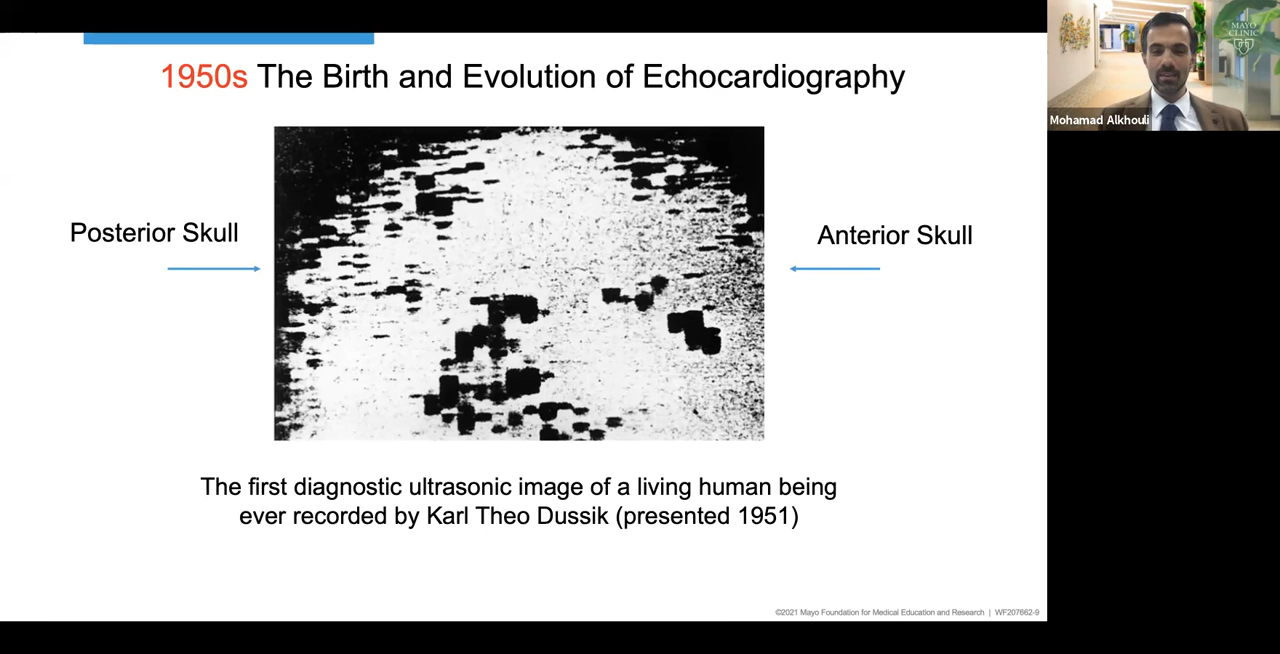 1950s The Birth and Evolution of Echocardiography
MAYO
CLINIC
Mohamad Alkhouli
Posterior Skull
Anterior Skull
The first diagnostic ultrasonic image of a living human being
ever recorded by Karl Theo Dussik (presented 1951)
©2021 Mayo Foundation for Medical Education and Research | WF207662-9